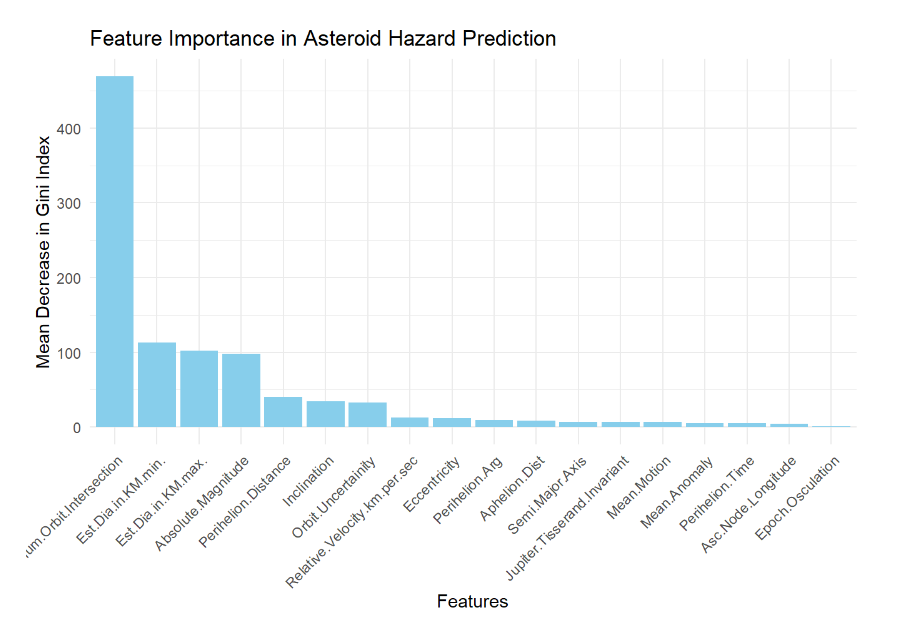 Feature Importance in Asteroid Hazard Prediction
Mean Decrease in Gini Index
400
300
200
100
0
um.Orbit.Intersection
Est.Dia.in.KM.min.
Est.Dia.in.KM.max.
Absolute.Magnitude
Perihelion.Distance
Inclination
Orbit.Uncertainity
Relative.Velocity.km.per.sec
Eccentricity
Perihelion.Arg
Aphelion.Dist
Semi.Major.Axis
Jupiter.Tisserand.Invariant
Mean.Motion
Mean.Anomaly
Perihelion.Time
Asc.Node.Longitude
Epoch.Osculation
Features